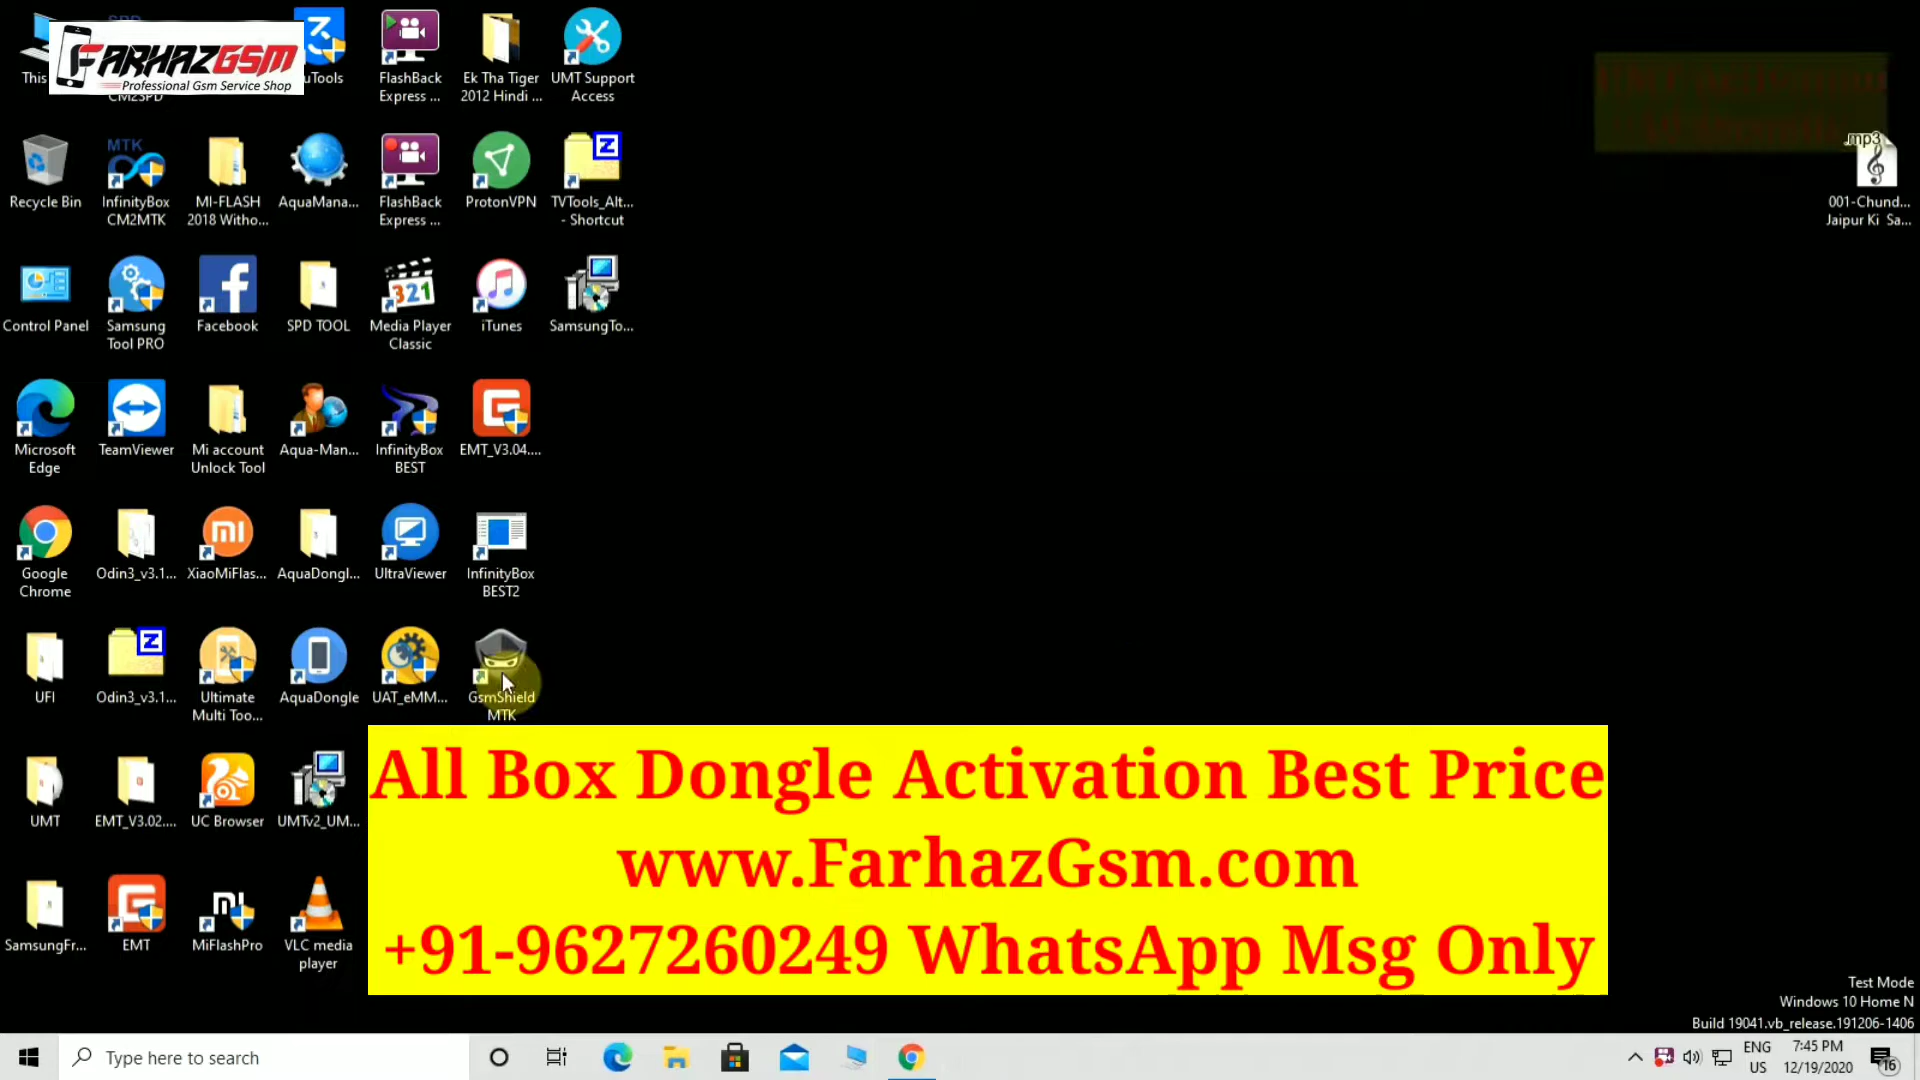 FARHAZGSM
Professional Gsm Service Shop
This
CM2SPD
FlashBack
Express ...
Ek Tha Tiger
2012 Hindi ...
UMT Support
Access
Recycle Bin
MTK
InfinityBox
CM2MTK
MI-FLASH
2018 Witho...
AquaMana...
FlashBack
Express ...
ProtonVPN
TVTools_Alt...
- Shortcut
.mp3
001-Chund...
Jaipur Ki Sa...
Control Panel
Samsung
Tool PRO
Facebook
SPD TOOL
321
Media Player
Classic
iTunes
SamsungTo...
Microsoft
Edge
TeamViewer
Mi account
Unlock Tool
Aqua-Man...
InfinityBox
BEST
EMT_V3.04....
Google
Chrome
Odin3_v3.1...
XiaoMiFlas...
AquaDongl...
UltraViewer
InfinityBox
BEST2
UFI
Odin3_v3.1...
Ultimate
Multi Too...
AquaDongle
UAT_eMM...
GsmShield
MTK
UMT
EMT_V3.02....
UC Browser
UMTv2_UM...
SamsungFr...
EMT
MiFlashPro
VLC media
player
All Box Dongle Activation Best Price
www.FarhazGsm.com
+91-9627260249 WhatsApp Msg Only
Test Mode
Windows 10 Home N
Build 19041.vb_release.191206-1406
Type here to search
ENG
US
7:45 PM
12/19/2020
16